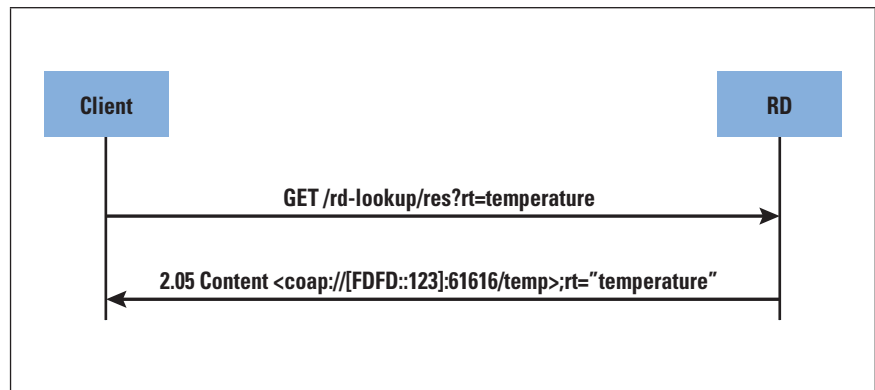 Client
RD
GET /rd-lookup/res?rt=temperature
2.05 Content <coap://[FDFD::123]:61616/temp>;rt=”temperature”